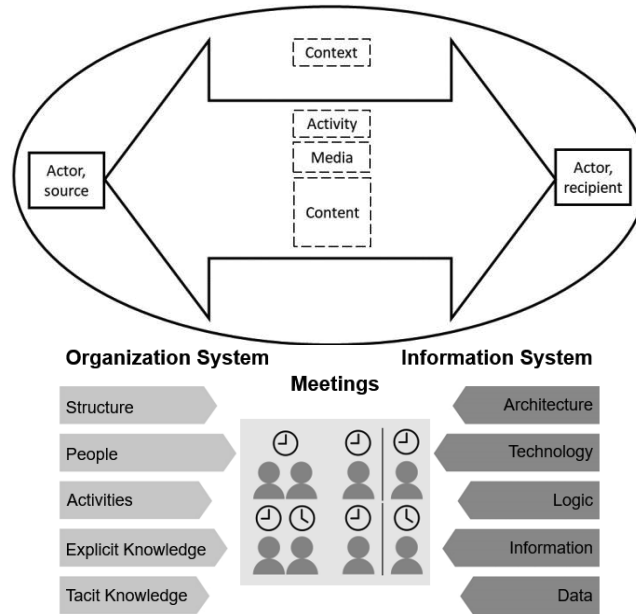 Context
Activity
Media
Actor,
source
Actor,
recipient
Content
Organization System
Information System
Meetings
Structure
Architecture
People
Technology
Activities
Logic
Explicit Knowledge
Information
Tacit Knowledge
Data